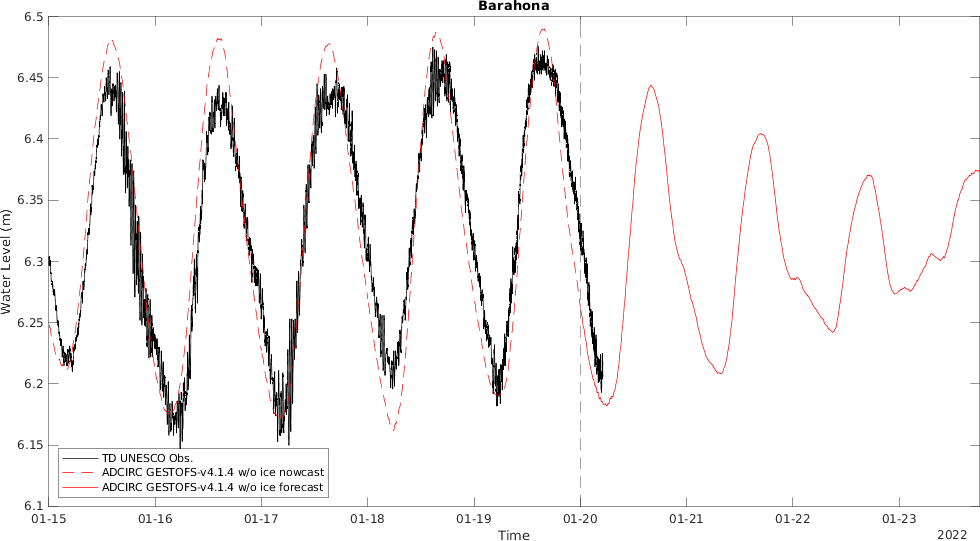 Barahona
6.5
6.45
6.4
6.35
6.3
6.25
6.2
6.15
6.1
Water Level (m)
TD UNESCO Obs.
ADCIRC GESTOFS-v4.1.4 w/o ice nowcast
ADCIRC GESTOFS-v4.1.4 w/o ice forecast
01-15 01-16 01-17 01-18 01-19 01-20 01-21 01-22 01-23
Time
2022